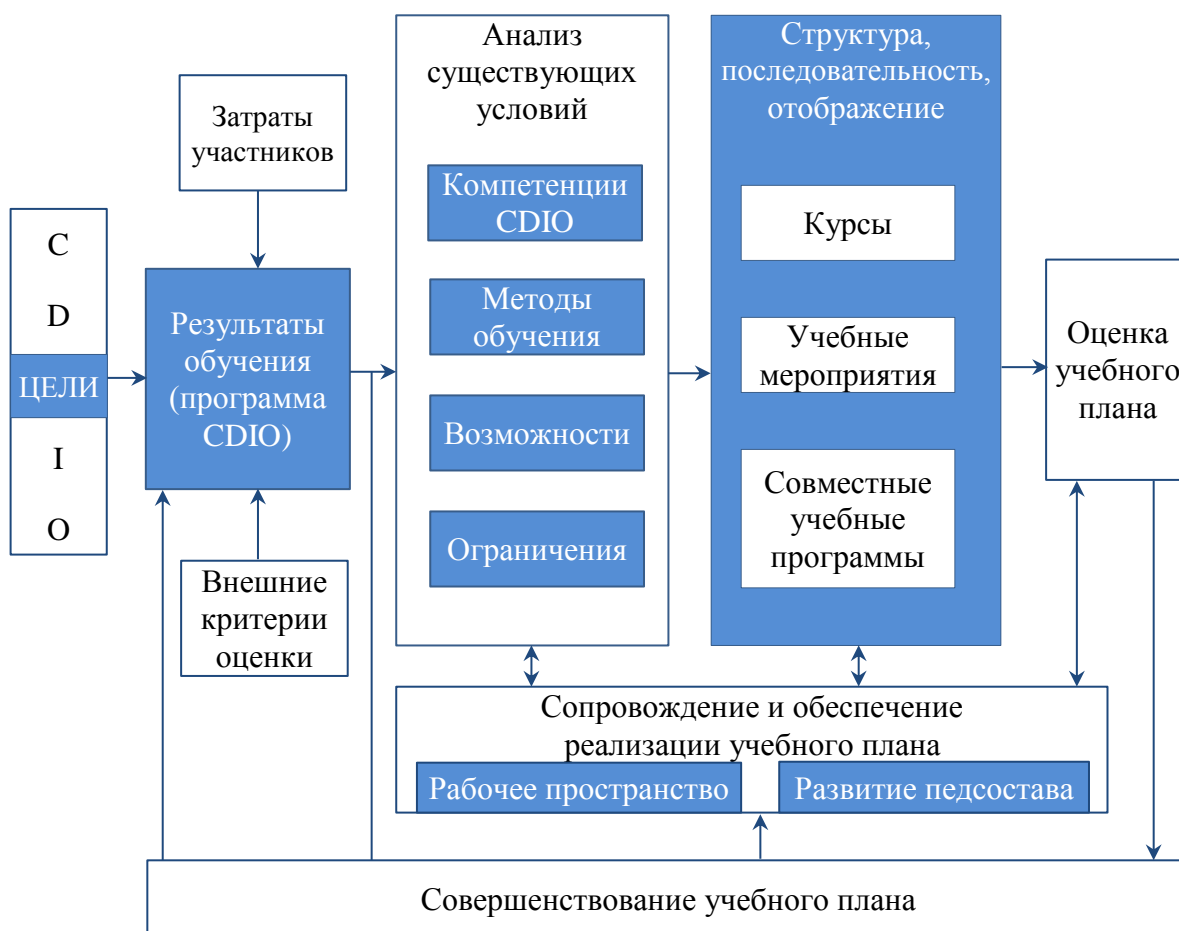 C
D
ЦЕЛИ
I
O
Затраты
участников
Результаты
обучения
(программа
CDIO)
Внешние
критерии
оценки
Анализ
существующих
условий
Компетенции
CDIO
Методы
обучения
Возможности
Ограничения
Структура,
последовательность,
отображение
Курсы
Учебные
мероприятия
Совместные
учебные
программы
Оценка
учебного
плана
Сопровождение и обеспечение
реализации учебного плана
Рабочее пространство
Развитие педсостава
Совершенствование учебного плана